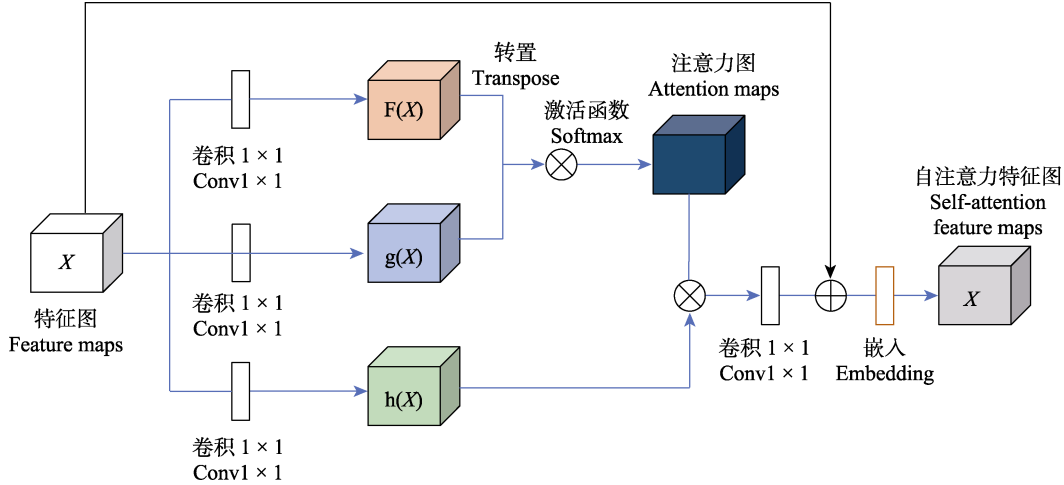 转置
Transpose
注意力图
Attention maps
F(X)
激活函数
Softmax
卷积 1 × 1
Conv1 × 1
自注意力特征图
Self-attention
feature maps
X
g(X)
X
特征图
Feature maps
卷积 1 × 1
Conv1 × 1
卷积 1 × 1
Conv1 × 1
嵌入
Embedding
h(X)
卷积 1 × 1
Conv1 × 1